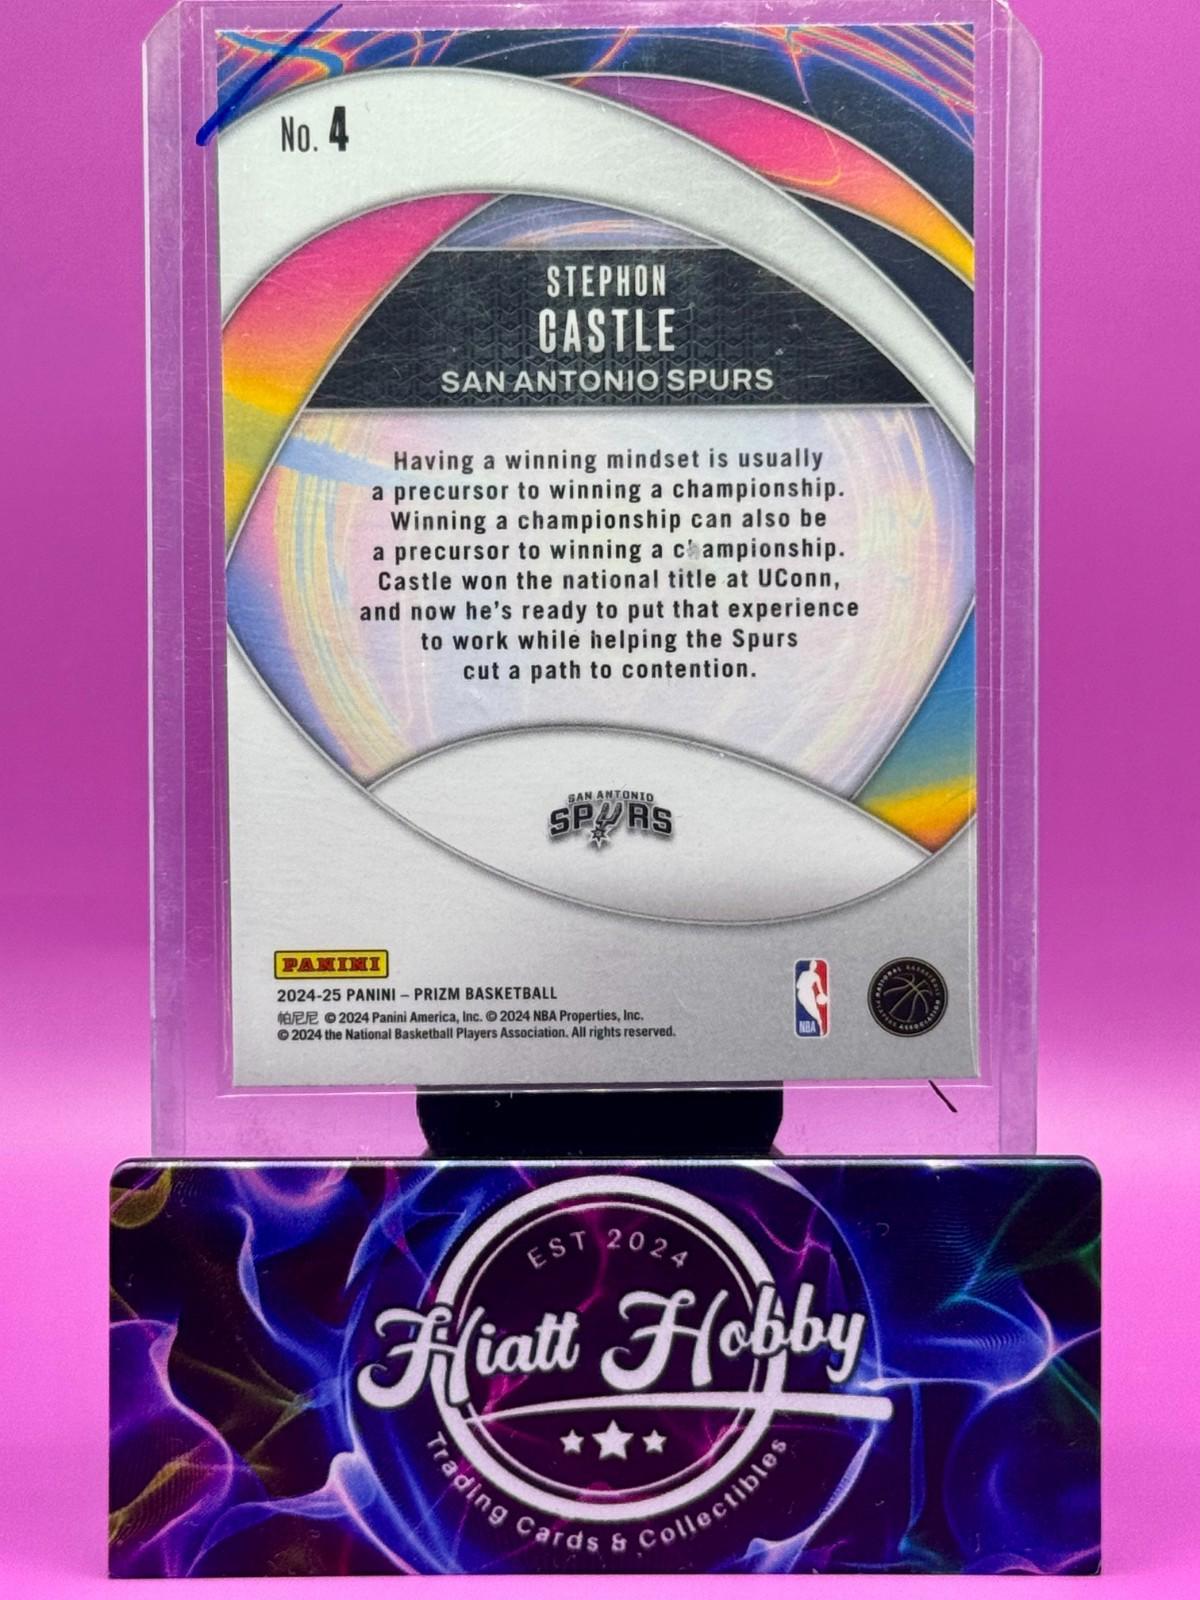 No. 4
STEPHON
CASTLE
SAN ANTONIO SPURS
Having a winning mindset is usually
a precursor to winning a championship.
Winning a championship can also be
a precursor to winning a championship.
Castle won the national title at UConn,
and now he's ready to put that experience
to work while helping the Spurs
cut a path to contention.
SAN ANTONIO
SPURS
PANINI
2024-25 PANINI – PRIZM BASKETBALL
帕尼尼 © 2024 Panini America, Inc. © 2024 NBA Properties, Inc.
© 2024 the National Basketball Players Association. All rights reserved.
NBA
NATIONAL BASKETBALL
PLAYERS ASSOCIATION
EST 2024
Hiatt Hobby
Trading Cards & Collectibles